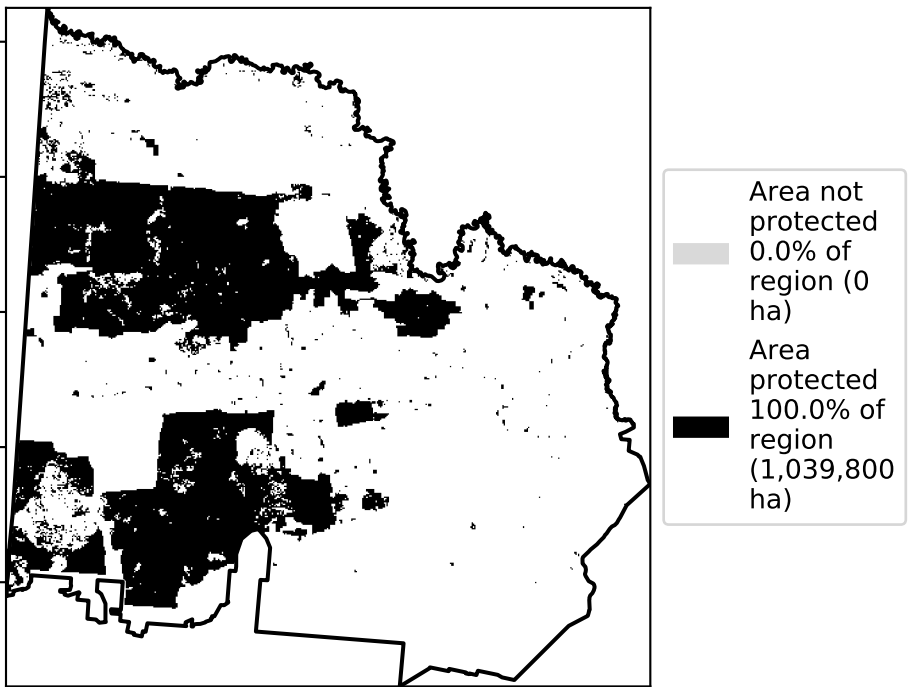 Area not
protected
0.0% of
region (0
ha)
Area
protected
100.0% of
region
(1,039,800
ha)